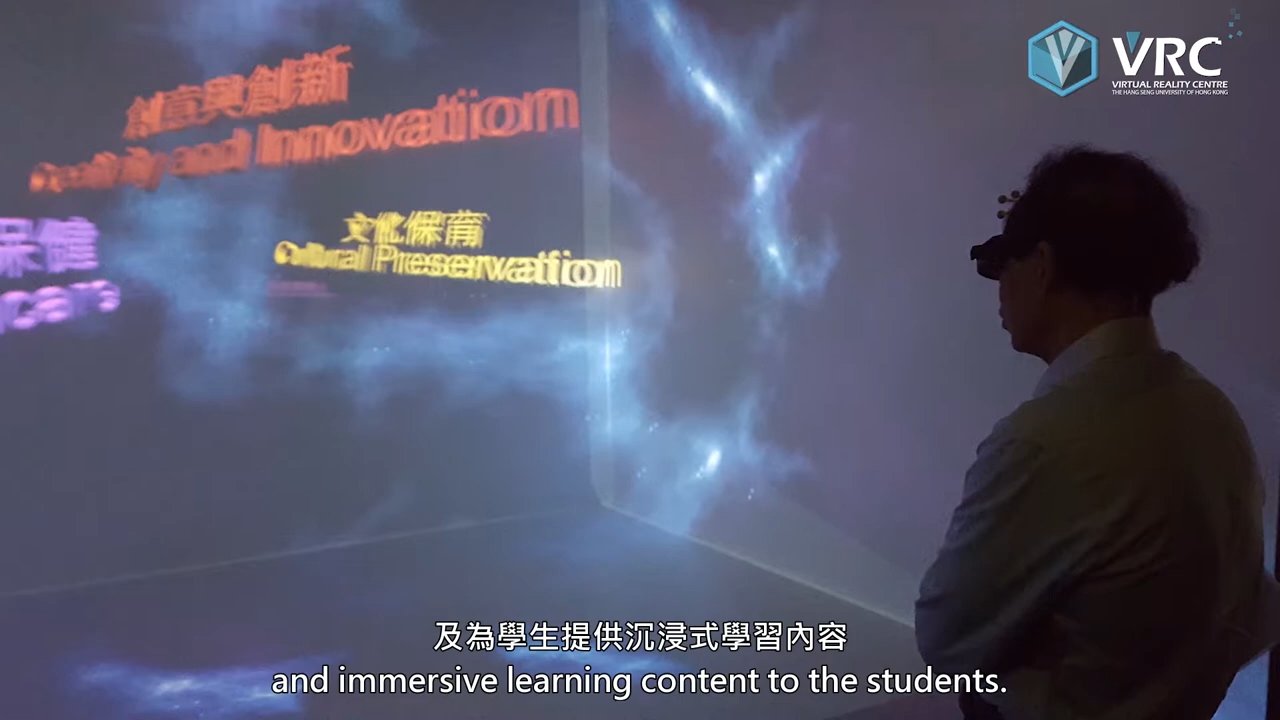 創意與創新
Creativity and Innovation
文化保育
Cultural Preservation
保健
VRC
VIRTUAL REALITY CENTRE
THE HANG SENG UNIVERSITY OF HONG KONG
及為學生提供沉浸式學習內容
and immersive learning content to the students.